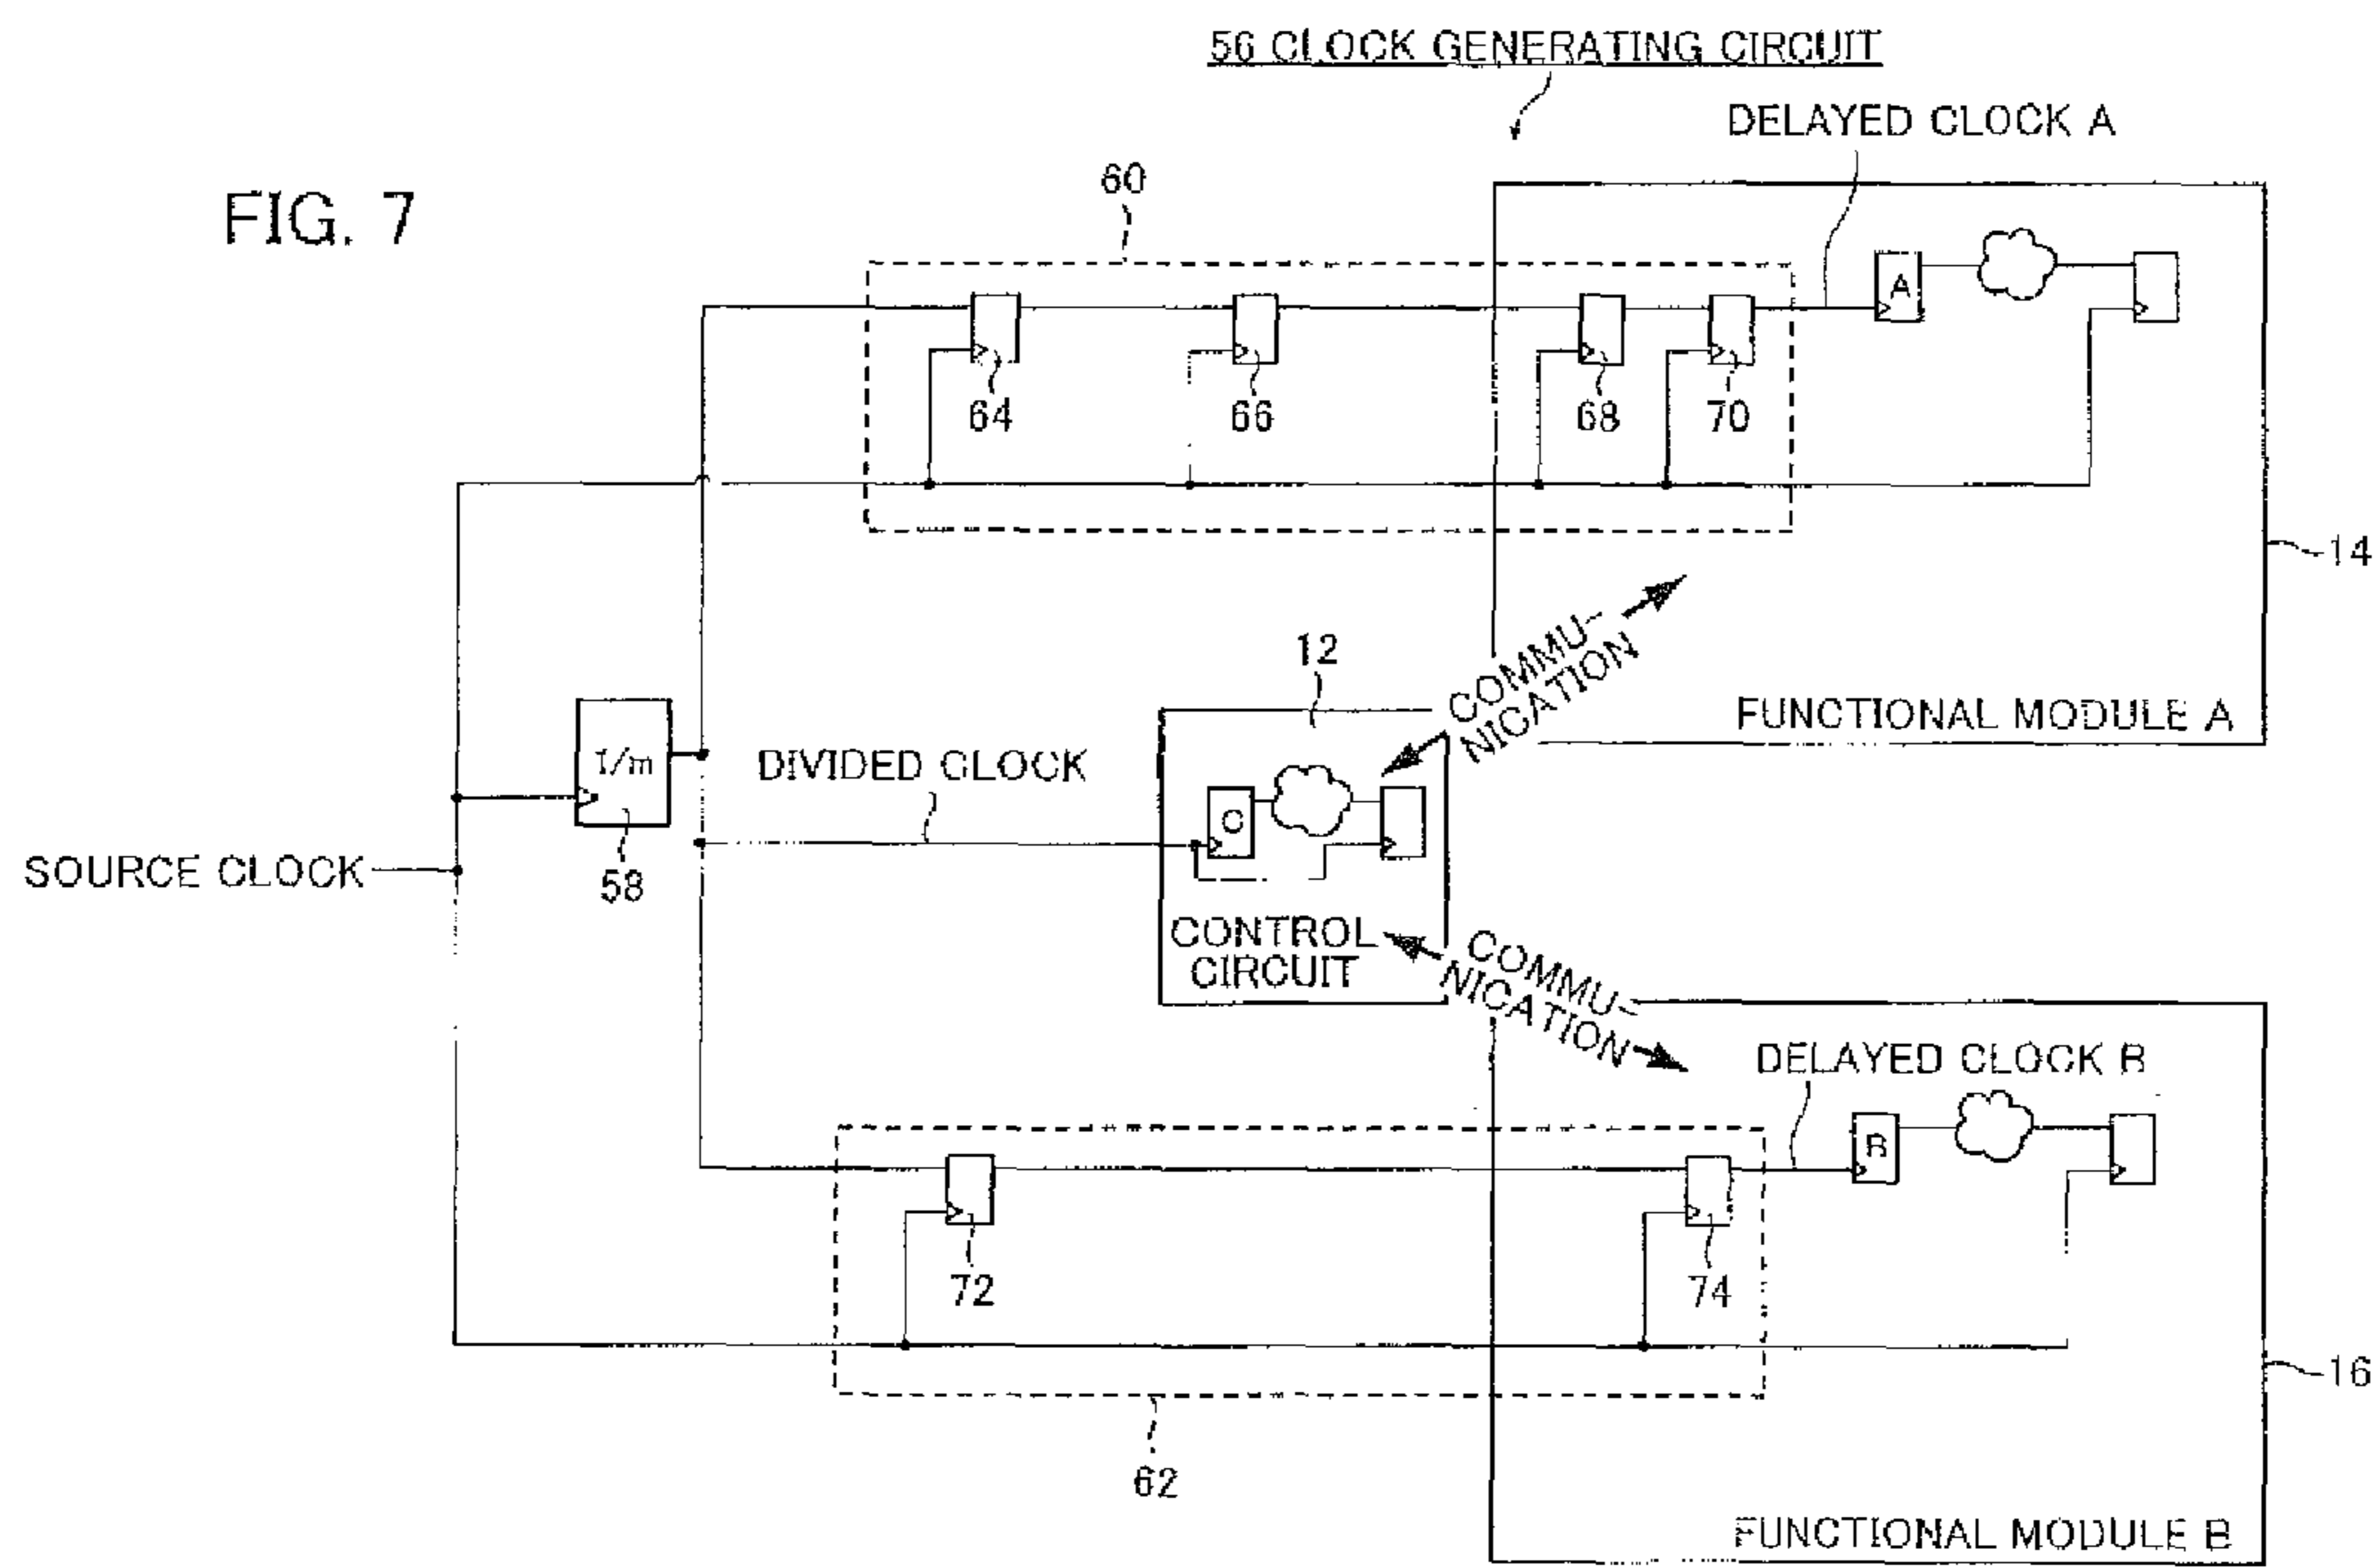 56 CLOCK GENERATING CIRCUIT
DELAYED CLOCK A
FIG. 7
60
A
64
66
68
70
14
12
COMMU-
NICATION
FUNCTIONAL MODULE A
1/m
DIVIDED CLOCK
C
SOURCE CLOCK
58
CONTROL
CIRCUIT
COMMU-
NICATION
DELAYED CLOCK B
B
72
74
16
62
FUNCTIONAL MODULE B